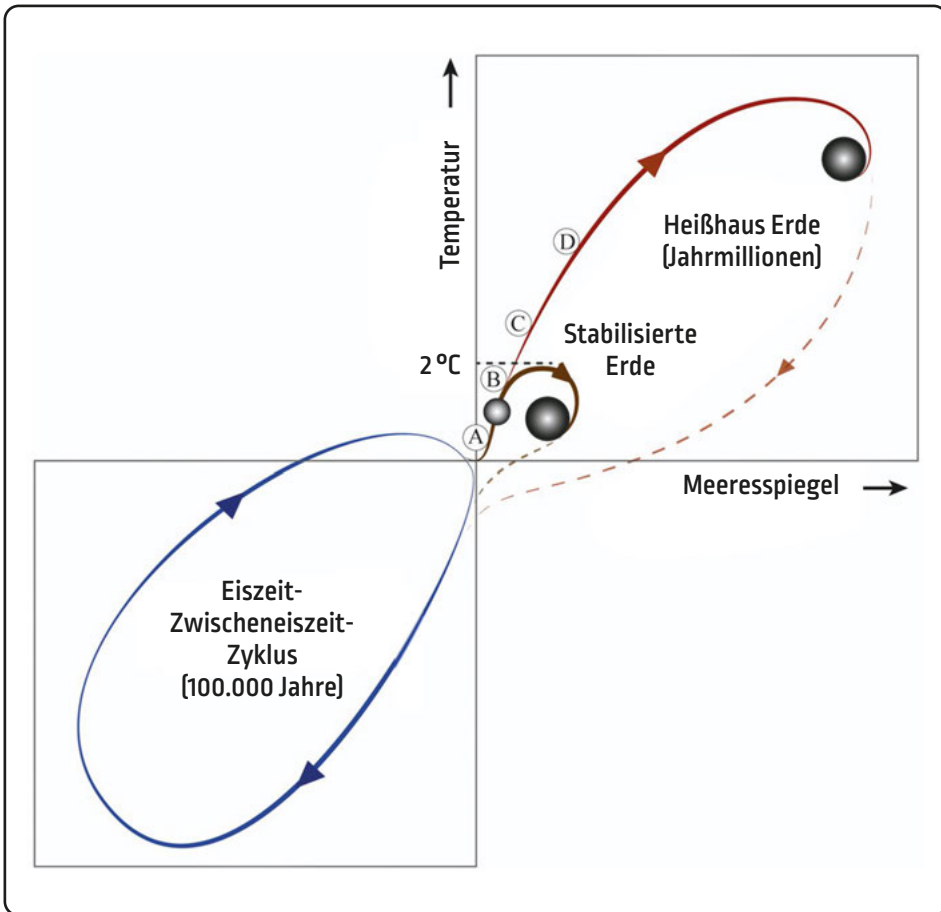 Temperatur
Heißhaus Erde
(Jahrmillionen)
D
C
Stabilisierte
Erde
2 °C
B
A
Meeresspiegel
Eiszeit-
Zwischeneiszeit-
Zyklus
(100.000 Jahre)